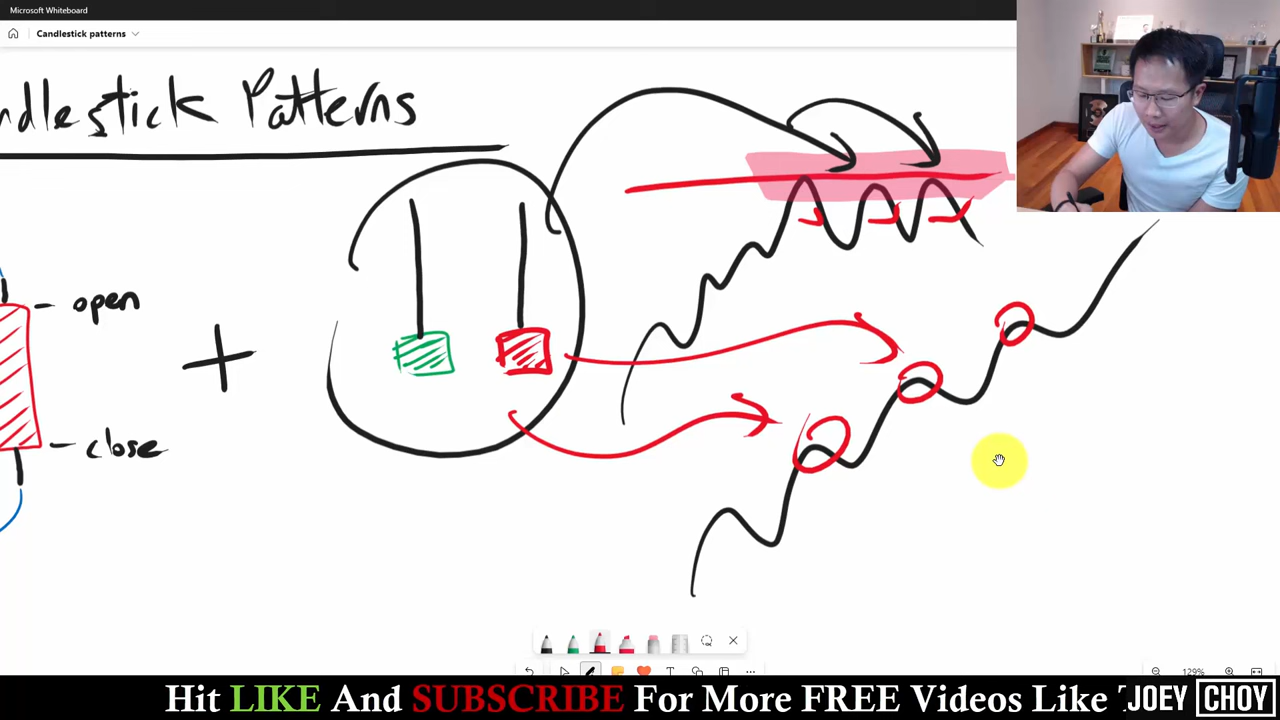 Microsoft Whiteboard
Candlestick patterns
ndlestick Patterns
open
close
129%
Hit LIKE And SUBSCRIBE For More FREE Videos Like
JOEY CHOY